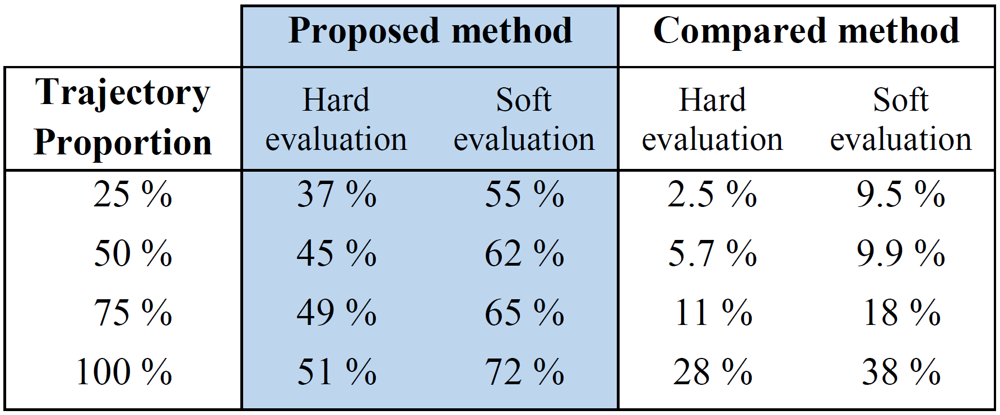 Proposed method Compared method
Trajectory Proportion Hard evaluation Soft evaluation Hard evaluation Soft evaluation
25 % 37 % 55 % 2.5 % 9.5 %
50 % 45 % 62 % 5.7 % 9.9 %
75 % 49 % 65 % 11 % 18 %
100 % 51 % 72 % 28 % 38 %